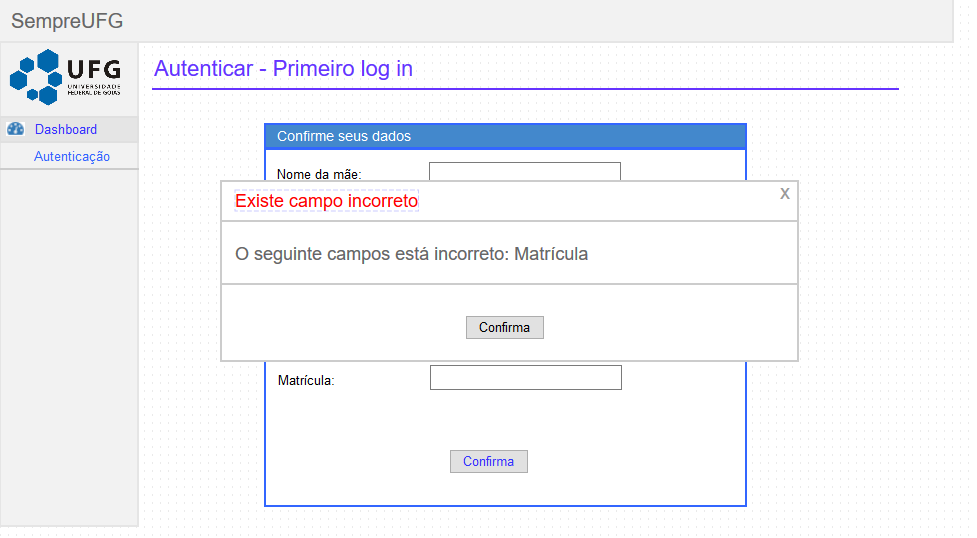 SempreUFG
UFG
UNIVERSIDADE
FEDERAL DE GOIÁS
Dashboard
Autenticação
Autenticar - Primeiro log in
Confirme seus dados
Nome da mãe:
Existe campo incorreto
X
O seguinte campos está incorreto: Matrícula
Confirma
Matrícula:
Confirma